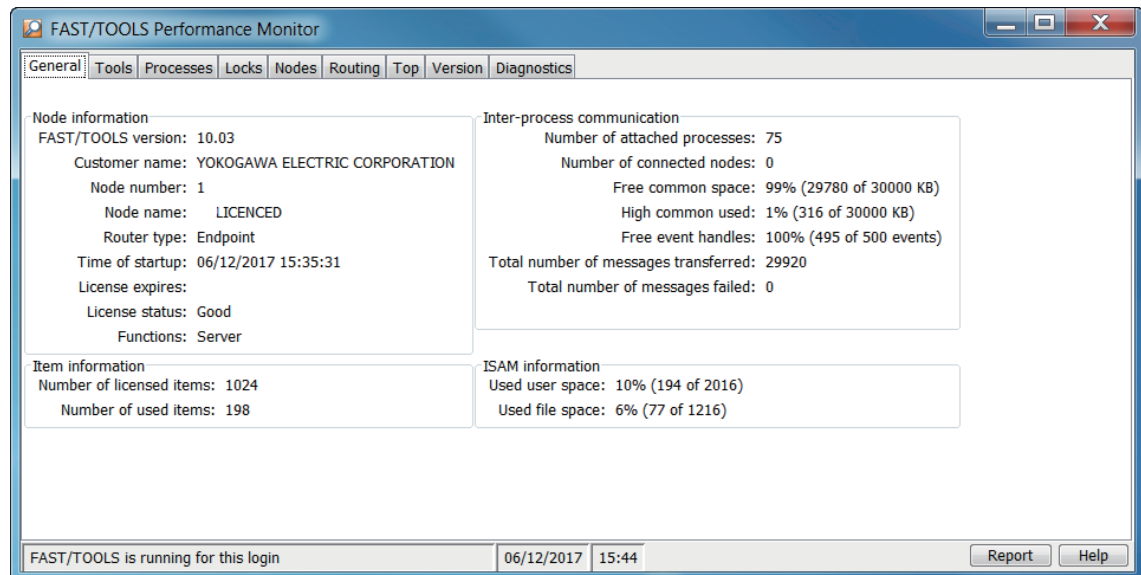 FAST/TOOLS Performance Monitor
General Tools Processes Locks Nodes Routing Top Version Diagnostics
Node information
FAST/TOOLS version: 10.03
Customer name: YOKOGAWA ELECTRIC CORPORATION
Node number: 1
Node name: LICENCED
Router type: Endpoint
Time of startup: 06/12/2017 15:35:31
License expires:
License status: Good
Functions: Server
Inter-process communication
Number of attached processes: 75
Number of connected nodes: 0
Free common space: 99% (29780 of 30000 KB)
High common used: 1% (316 of 30000 KB)
Free event handles: 100% (495 of 500 events)
Total number of messages transferred: 29920
Total number of messages failed: 0
Item information
Number of licensed items: 1024
Number of used items: 198
ISAM information
Used user space: 10% (194 of 2016)
Used file space: 6% (77 of 1216)
FAST/TOOLS is running for this login 06/12/2017 15:44 Report Help